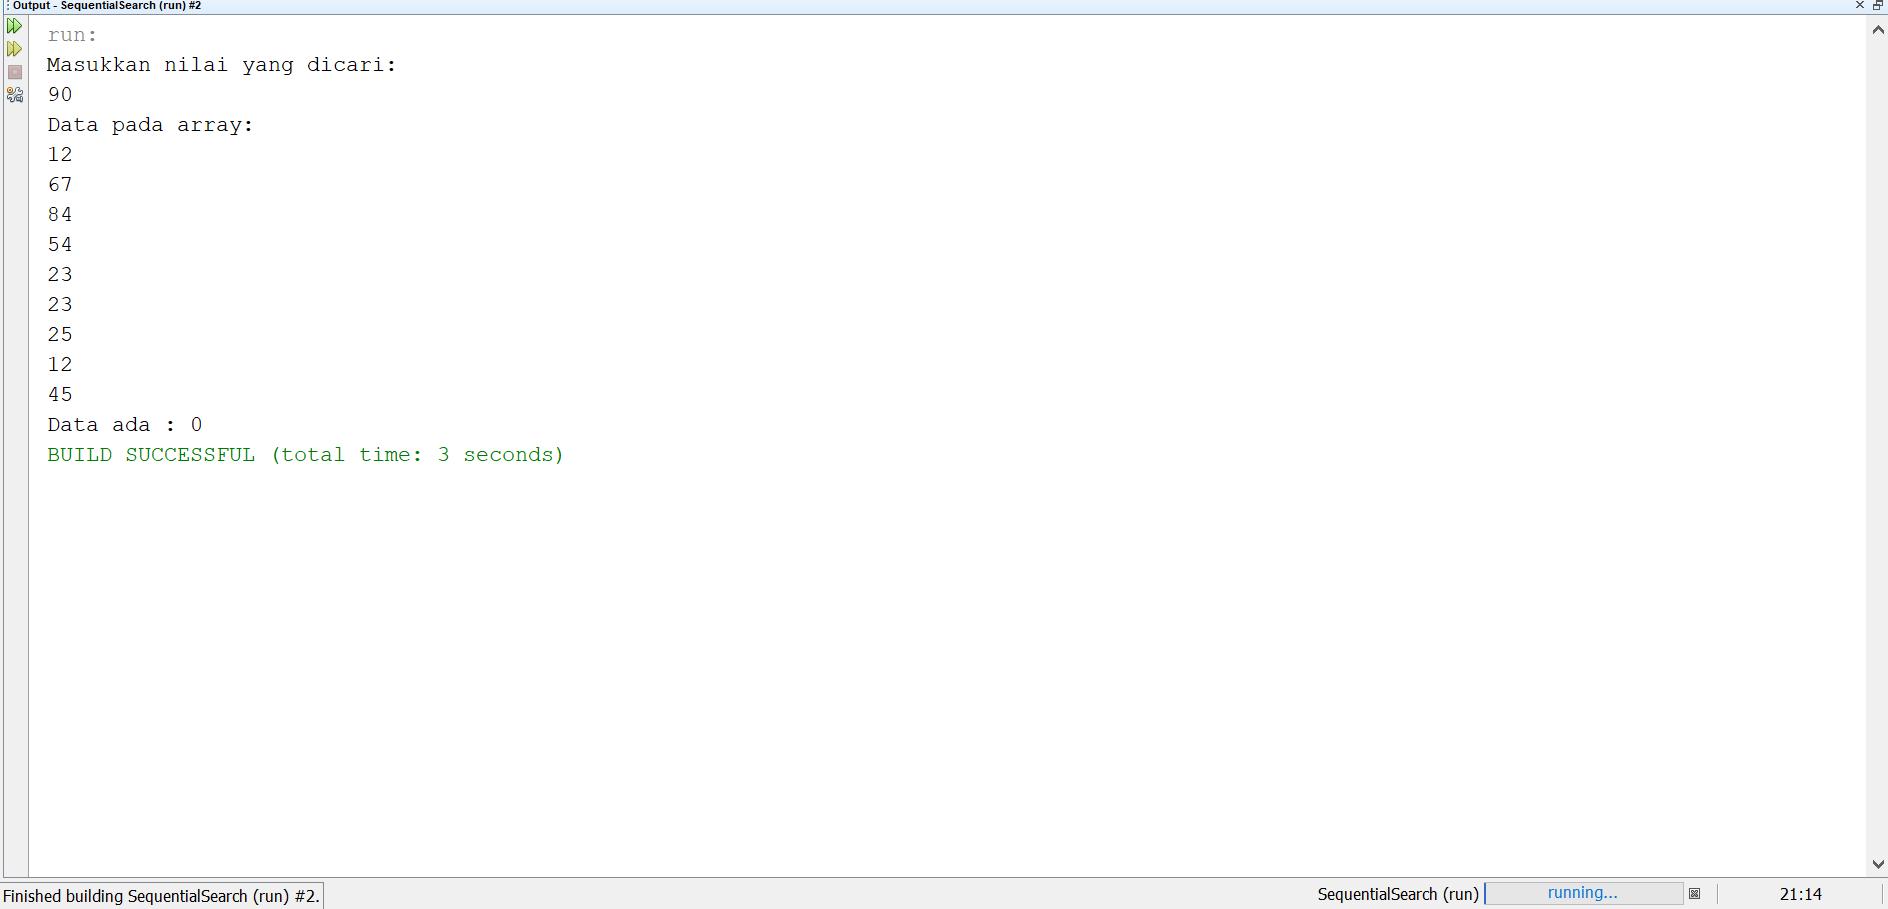 Output - SequentialSearch (run) #2
run:
Masukkan nilai yang dicari:
90
Data pada array:
12
67
84
54
23
23
25
12
45
Data ada : 0
BUILD SUCCESSFUL (total time: 3 seconds)
Finished building SequentialSearch (run) #2.
SequentialSearch (run)
running...
21:14